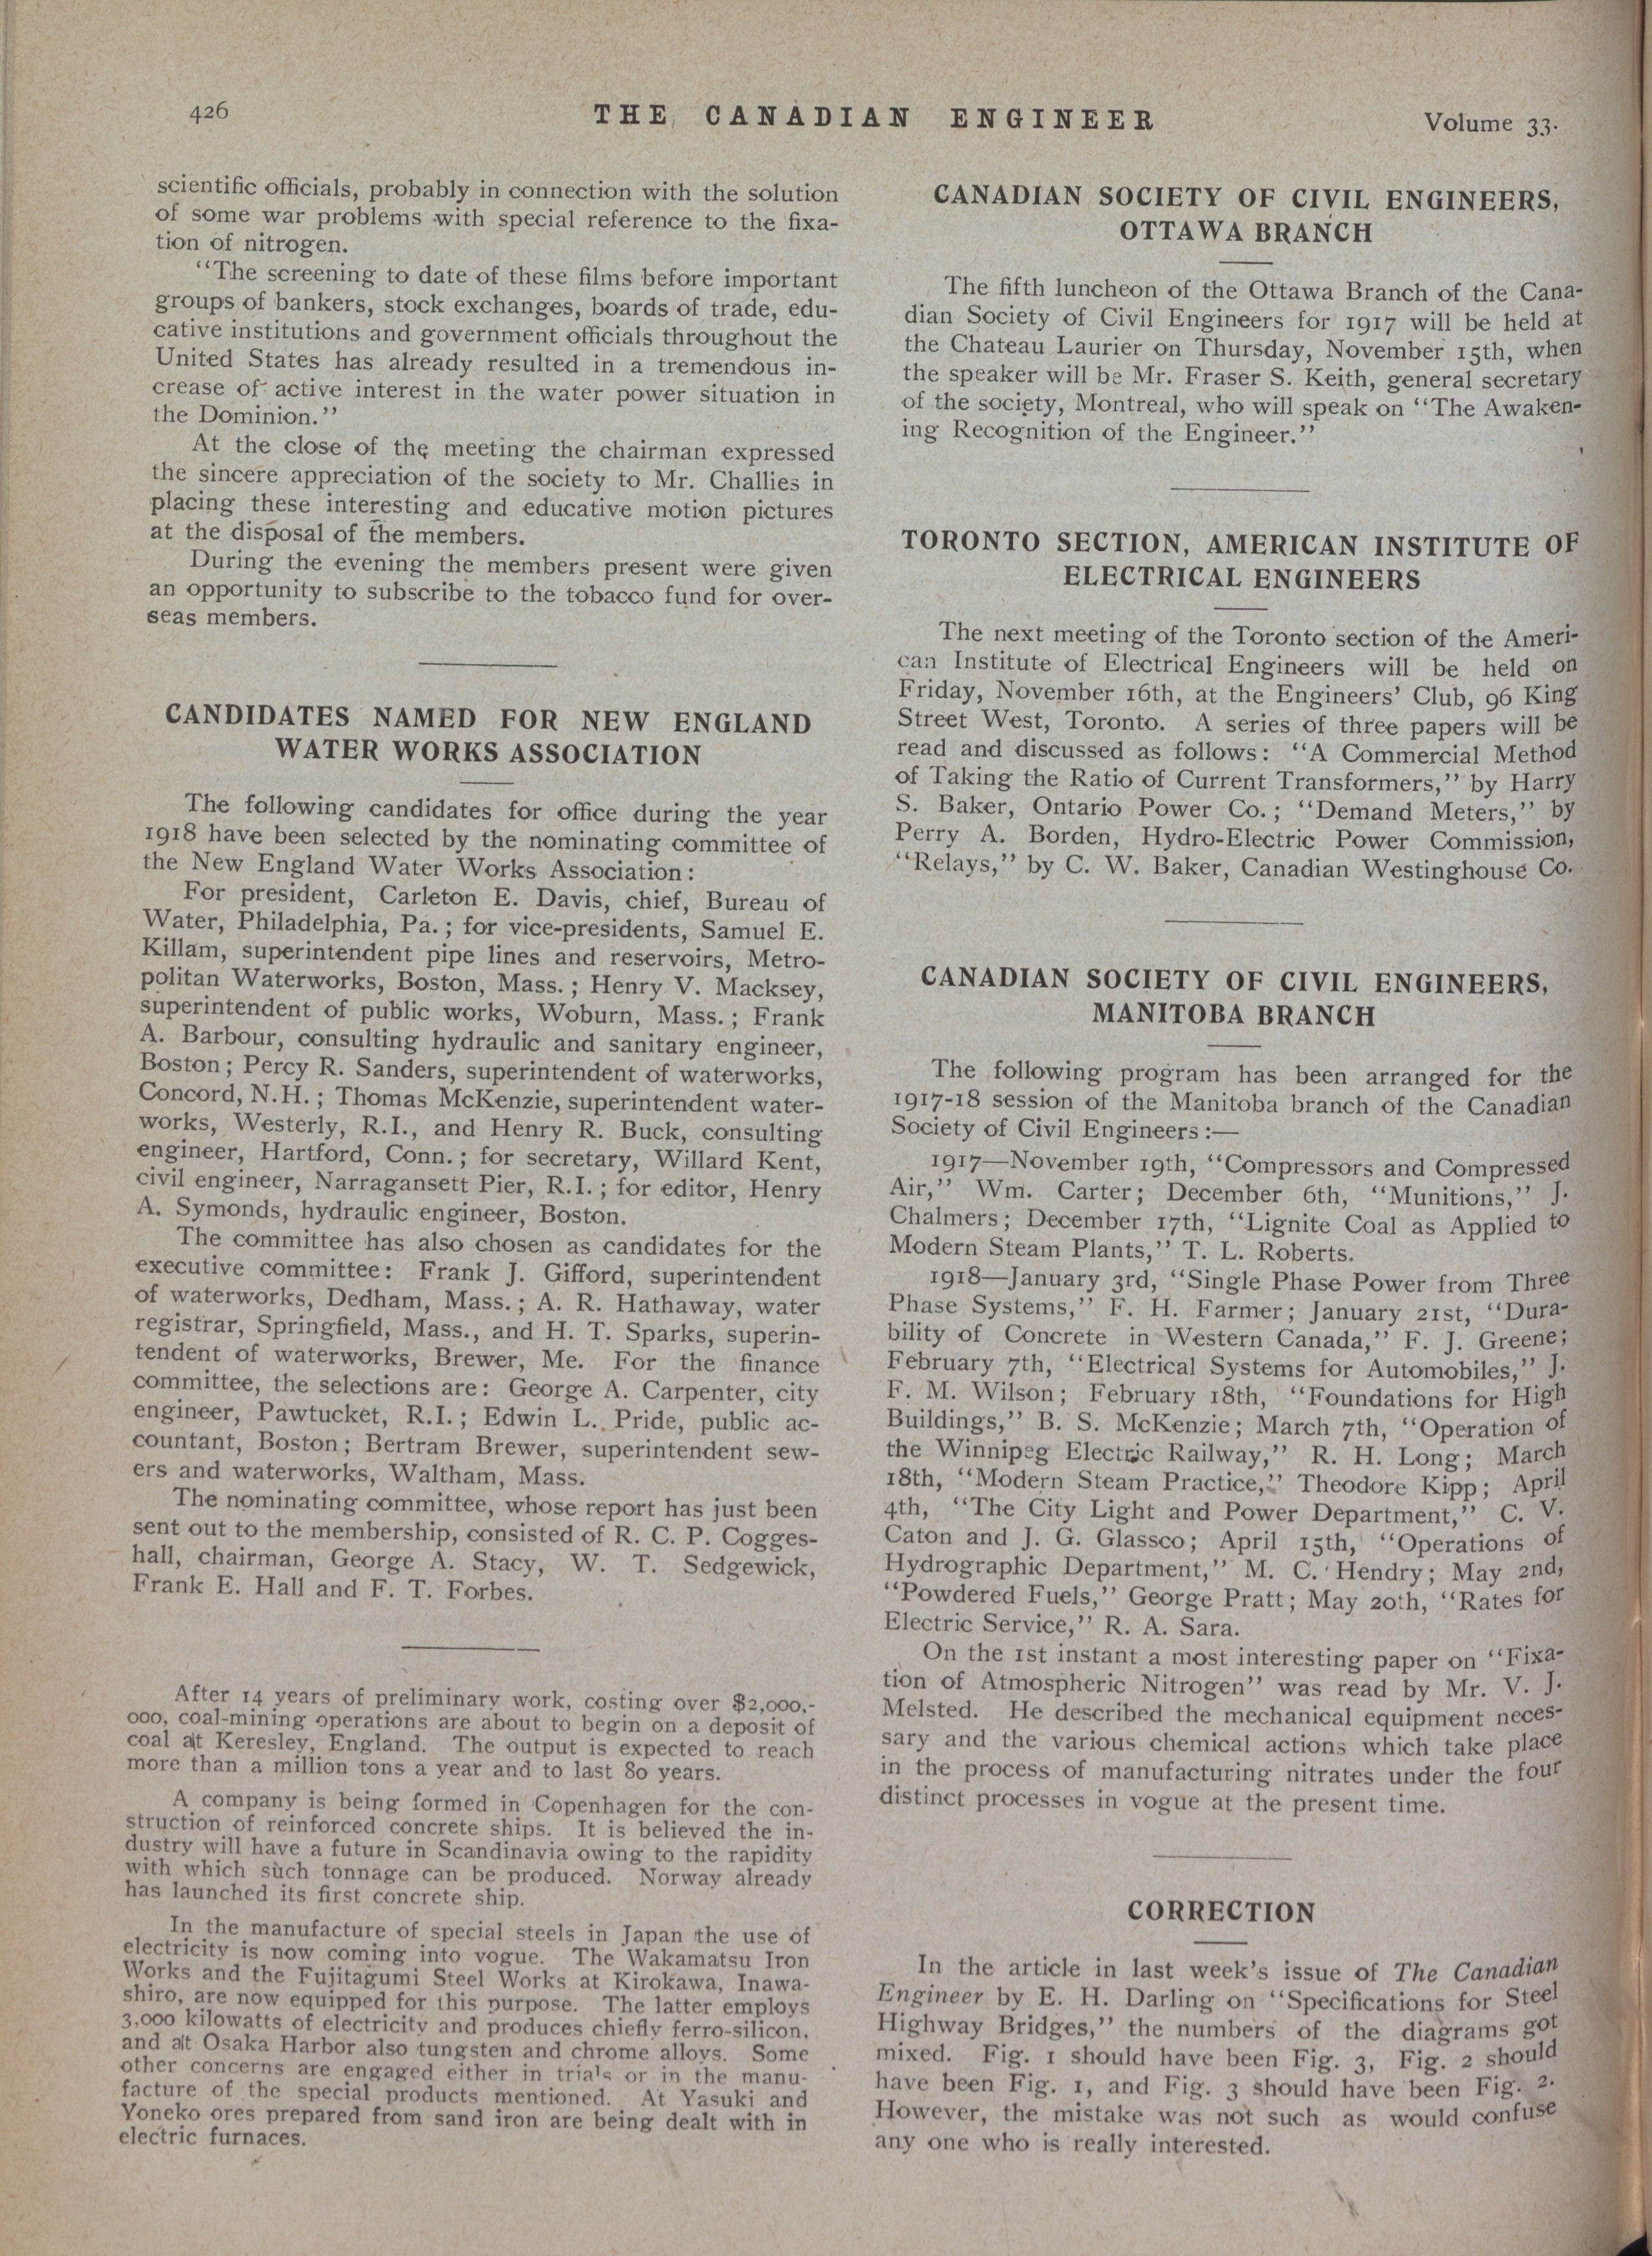 426
THE CANADIAN ENGINEER
Volume 33.
scientific officials, probably in connection with the solution
of some war problems with special reference to the fixa-
tion of nitrogen.
"The screening to date of these films before important
groups of bankers, stock exchanges, boards of trade, edu-
cative institutions and government officials throughout the
United States has already resulted in a tremendous in-
crease of active interest in the water power situation in
the Dominion."
At the close of the meeting the chairman expressed
the sincere appreciation of the society to Mr. Challies in
placing these interesting and educative motion pictures
at the disposal of the members.
During the evening the members present were given
an opportunity to subscribe to the tobacco fund for over-
seas members.
CANDIDATES NAMED FOR NEW ENGLAND
WATER WORKS ASSOCIATION
The following candidates for office during the year
1918 have been selected by the nominating committee of
the New England Water Works Association:
For president, Carleton E. Davis, chief, Bureau of
Water, Philadelphia, Pa.; for vice-presidents, Samuel E.
Killam, superintendent pipe lines and reservoirs, Metro-
politan Waterworks, Boston, Mass.; Henry V. Macksey,
superintendent of public works, Woburn, Mass.; Frank
A. Barbour, consulting hydraulic and sanitary engineer,
Boston; Percy R. Sanders, superintendent of waterworks,
Concord, N.H.; Thomas McKenzie, superintendent water-
works, Westerly, R.I., and Henry R. Buck, consulting
engineer, Hartford, Conn.; for secretary, Willard Kent,
civil engineer, Narragansett Pier, R.I.; for editor, Henry
A. Symonds, hydraulic engineer, Boston.
The committee has also chosen as candidates for the
executive committee: Frank J. Gifford, superintendent
of waterworks, Dedham, Mass.; A. R. Hathaway, water
registrar, Springfield, Mass., and H. T. Sparks, superin-
tendent of waterworks, Brewer, Me. For the finance
committee, the selections are: George A. Carpenter, city
engineer, Pawtucket, R.I.; Edwin L. Pride, public ac-
countant, Boston; Bertram Brewer, superintendent sew-
ers and waterworks, Waltham, Mass.
The nominating committee, whose report has just been
sent out to the membership, consisted of R. C. P. Cogges-
hall, chairman, George A. Stacy, W. T. Sedgewick,
Frank E. Hall and F. T. Forbes.
After 14 years of preliminary work, costing over $2,000,-
000, coal-mining operations are about to begin on a deposit of
coal at Keresley, England. The output is expected to reach
more than a million tons a year and to last 80 years.
A company is being formed in Copenhagen for the con-
struction of reinforced concrete ships. It is believed the in-
dustry will have a future in Scandinavia owing to the rapidity
with which such tonnage can be produced. Norway already
has launched its first concrete ship.
In the manufacture of special steels in Japan the use of
electricity is now coming into vogue. The Wakamatsu Iron
Works and the Fujitagumi Steel Works at Kirokawa, Inawa-
shiro, are now equipped for this purpose. The latter employs
3,000 kilowatts of electricity and produces chiefly ferro-silicon,
and at Osaka Harbor also tungsten and chrome alloys. Some
other concerns are engaged either in trials or in the manu-
facture of the special products mentioned. At Yasuki and
Yoneko ores prepared from sand iron are being dealt with in
electric furnaces.
CANADIAN SOCIETY OF CIVIL ENGINEERS,
OTTAWA BRANCH
The fifth luncheon of the Ottawa Branch of the Cana-
dian Society of Civil Engineers for 1917 will be held at
the Chateau Laurier on Thursday, November 15th, when
the speaker will be Mr. Fraser S. Keith, general secretary
of the society, Montreal, who will speak on "The Awaken-
ing Recognition of the Engineer."
TORONTO SECTION, AMERICAN INSTITUTE OF
ELECTRICAL ENGINEERS
The next meeting of the Toronto section of the Ameri-
can Institute of Electrical Engineers will be held on
Friday, November 16th, at the Engineers' Club, 96 King
Street West, Toronto. A series of three papers will be
read and discussed as follows: "A Commercial Method
of Taking the Ratio of Current Transformers," by Harry
S. Baker, Ontario Power Co.; "Demand Meters," by
Perry A. Borden, Hydro-Electric Power Commission,
"Relays," by C. W. Baker, Canadian Westinghouse Co.
CANADIAN SOCIETY OF CIVIL ENGINEERS,
MANITOBA BRANCH
The following program has been arranged for the
1917-18 session of the Manitoba branch of the Canadian
Society of Civil Engineers:—
1917—November 19th, "Compressors and Compressed
Air," Wm. Carter; December 6th, "Munitions," J.
Chalmers; December 17th, "Lignite Coal as Applied to
Modern Steam Plants," T. L. Roberts.
1918—January 3rd, "Single Phase Power from Three
Phase Systems," F. H. Farmer; January 21st, "Dura-
bility of Concrete in Western Canada," F. J. Greene;
February 7th, "Electrical Systems for Automobiles," J.
F. M. Wilson; February 18th, "Foundations for High
Buildings," B. S. McKenzie; March 7th, "Operation of
the Winnipeg Electric Railway," R. H. Long; March
18th, "Modern Steam Practice," Theodore Kipp; April
4th, "The City Light and Power Department," C. V.
Caton and J. G. Glassco; April 15th, "Operations of
Hydrographic Department," M. C. Hendry; May 2nd,
"Powdered Fuels," George Pratt; May 20th, "Rates for
Electric Service," R. A. Sara.
On the 1st instant a most interesting paper on "Fixa-
tion of Atmospheric Nitrogen" was read by Mr. V. J.
Melsted. He described the mechanical equipment neces-
sary and the various chemical actions which take place
in the process of manufacturing nitrates under the four
distinct processes in vogue at the present time.
CORRECTION
In the article in last week's issue of The Canadian
Engineer by E. H. Darling on "Specifications for Steel
Highway Bridges," the numbers of the diagrams got
mixed. Fig. 1 should have been Fig. 3, Fig. 2 should
have been Fig. 1, and Fig. 3 should have been Fig. 2.
However, the mistake was not such as would confuse
any one who is really interested.